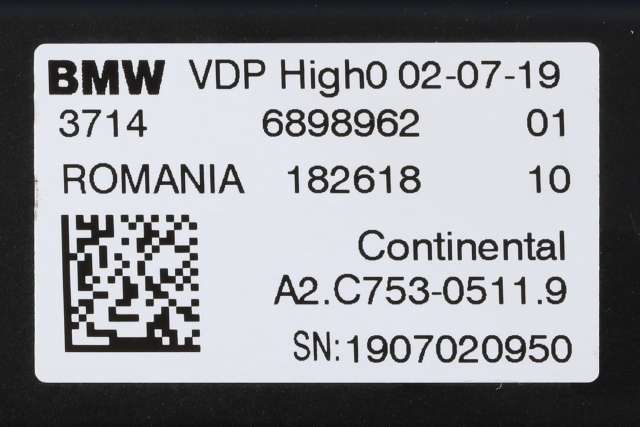 BMW VDP High0 02-07-19
3714 6898962 01
ROMANIA 182618 10
Continental
A2.C753-0511.9
SN:1907020950